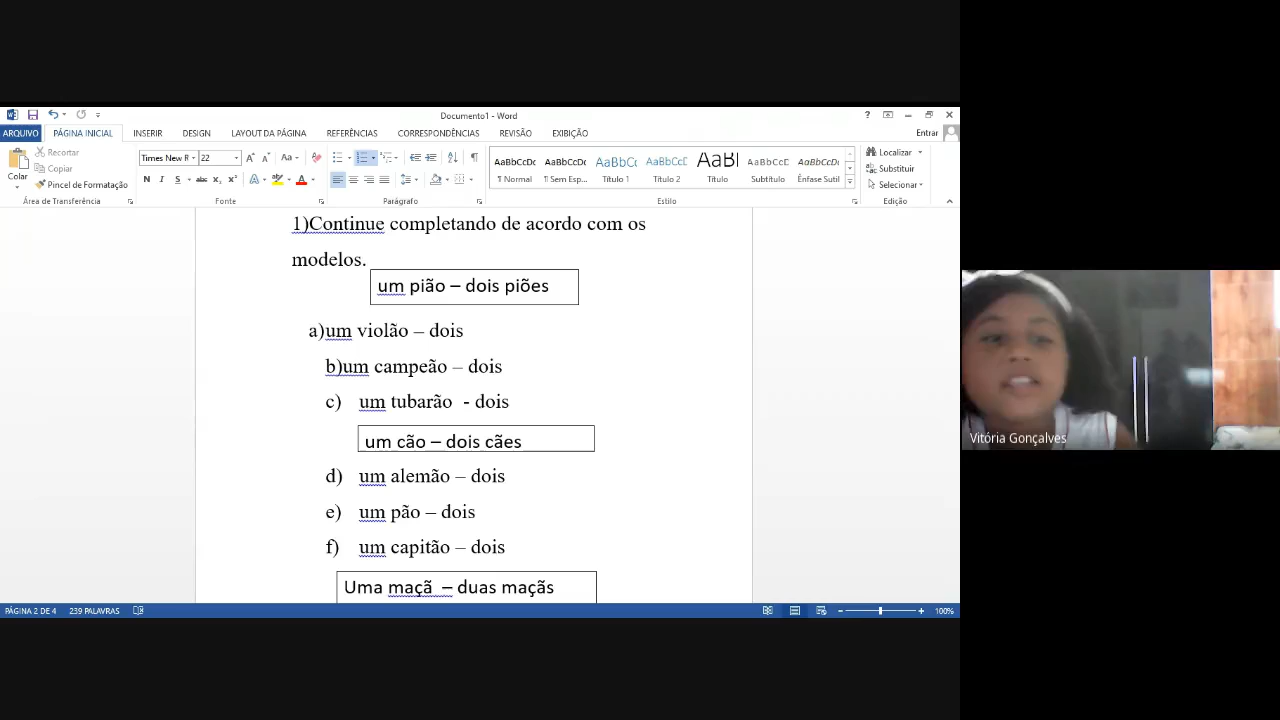 Documento1 - Word
ARQUIVO PÁGINA INICIAL INSERIR DESIGN LAYOUT DA PÁGINA REFERÊNCIAS CORRESPONDÊNCIAS REVISÃO EXIBIÇÃO Entrar
Colar
Recortar
Copiar
Pincel de Formatação
Área de Transferência
Times New R 22
N I S abc x₂ x²
Fonte
Parágrafo
AaBbCcDc AaBbCcDc AaBbCc AaBbCcD AaBl AaBbCcD AaBbCcDc
¶ Normal ¶ Sem Esp... Título 1 Título 2 Título Subtítulo Ênfase Sutil
Estilo
Localizar
Substituir
Selecionar
Edição
1)Continue completando de acordo com os
modelos.
um pião – dois piões
a)um violão – dois
b)um campeão – dois
c) um tubarão - dois
um cão – dois cães
d) um alemão – dois
e) um pão – dois
f) um capitão – dois
Uma maçã – duas maçãs
PÁGINA 2 DE 4 239 PALAVRAS 100%
Vitória Gonçalves